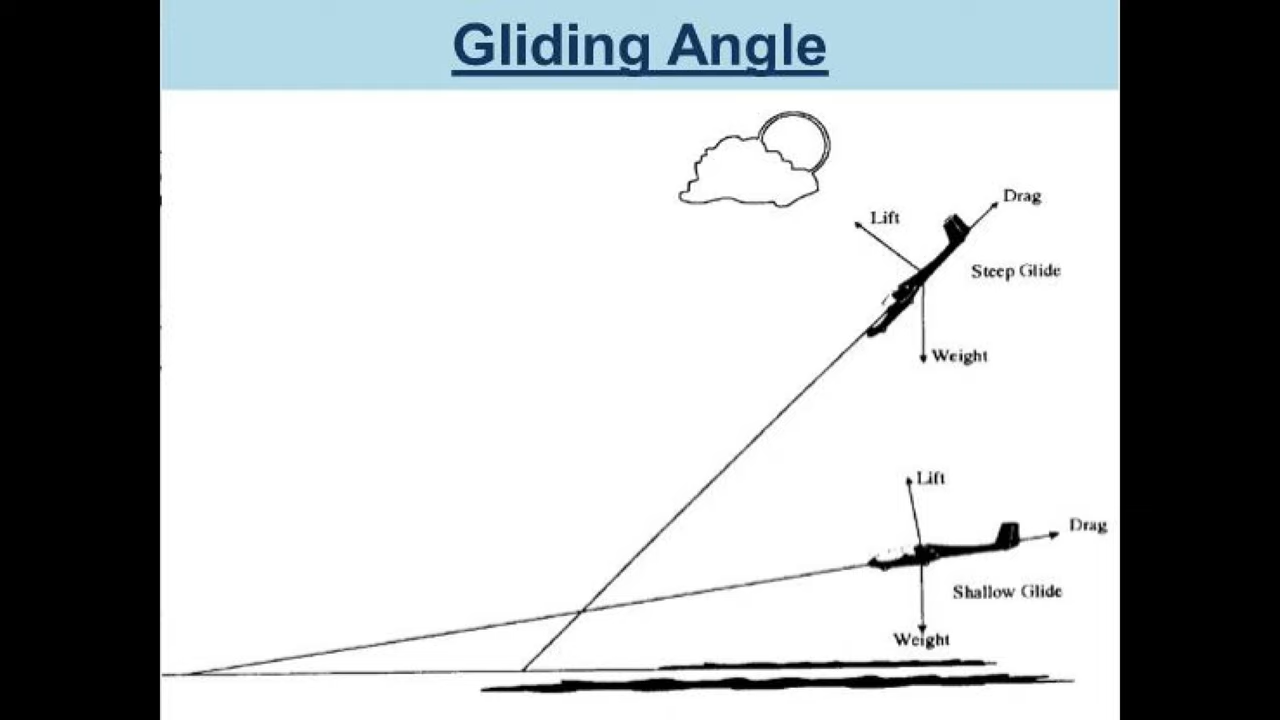 Gliding Angle
Drag
Lift
Steep Glide
Weight
Lift
Drag
Shallow Glide
Weight